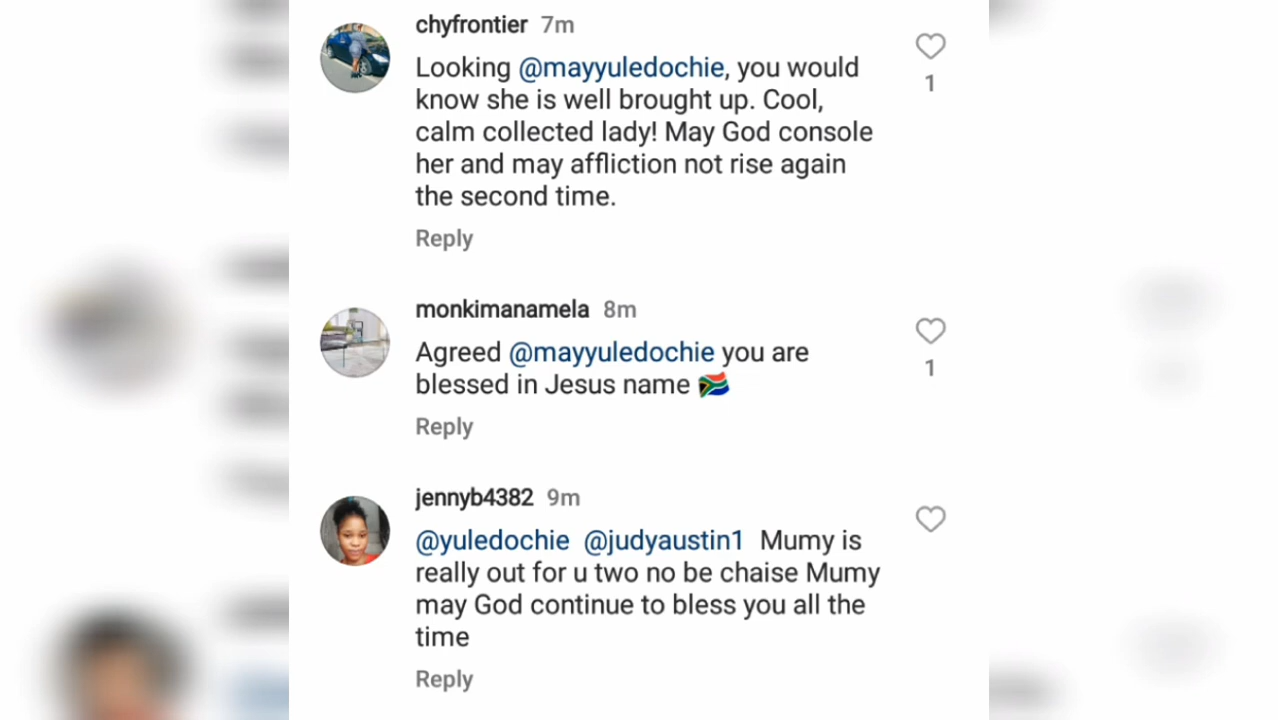 chyfrontier 7m
Looking @mayyuledochie, you would
know she is well brought up. Cool,
calm collected lady! May God console
her and may affliction not rise again
the second time.
1
Reply
monkimanamela 8m
Agreed @mayyuledochie you are
blessed in Jesus name 🇿🇦
1
Reply
jennyb4382 9m
@yuledochie @judyaustin1 Mumy is
really out for u two no be chaise Mumy
may God continue to bless you all the
time
Reply